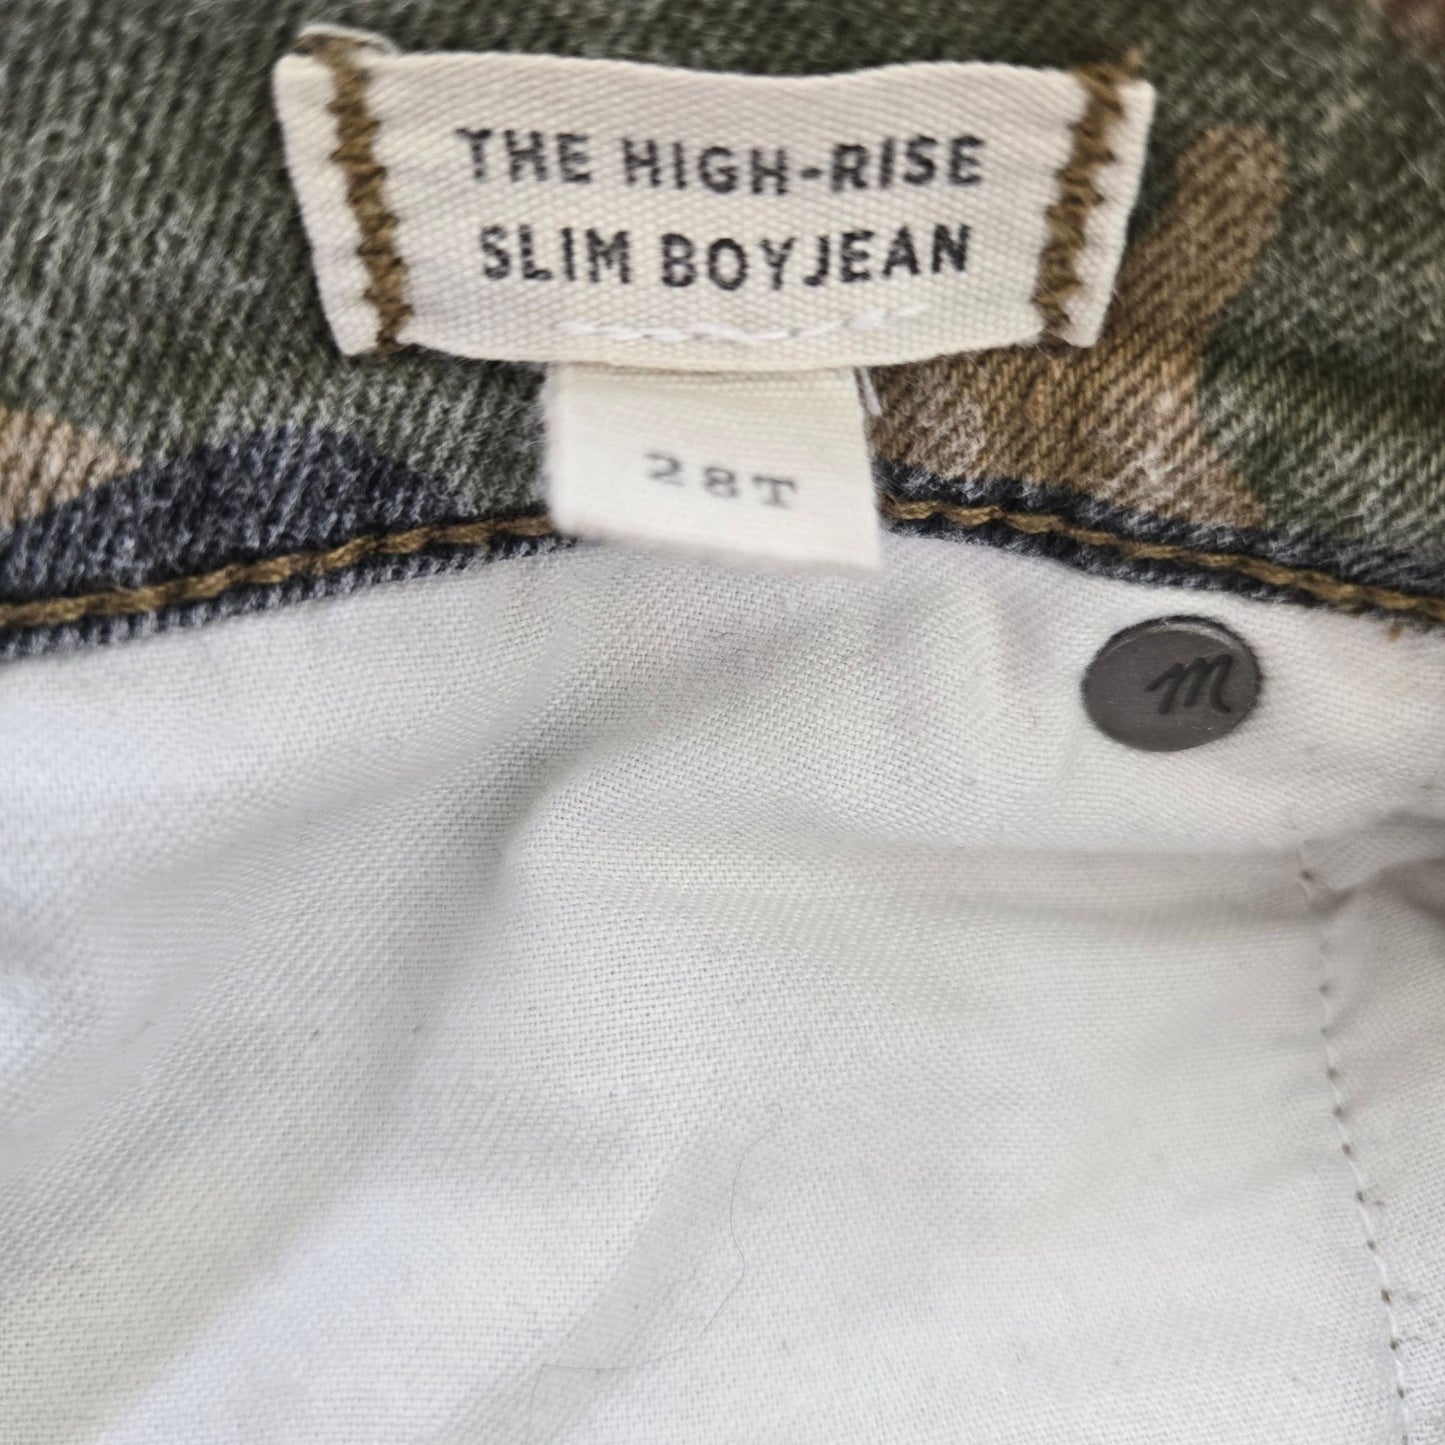 THE HIGH-RISE
SLIM BOYJEAN
28T
m